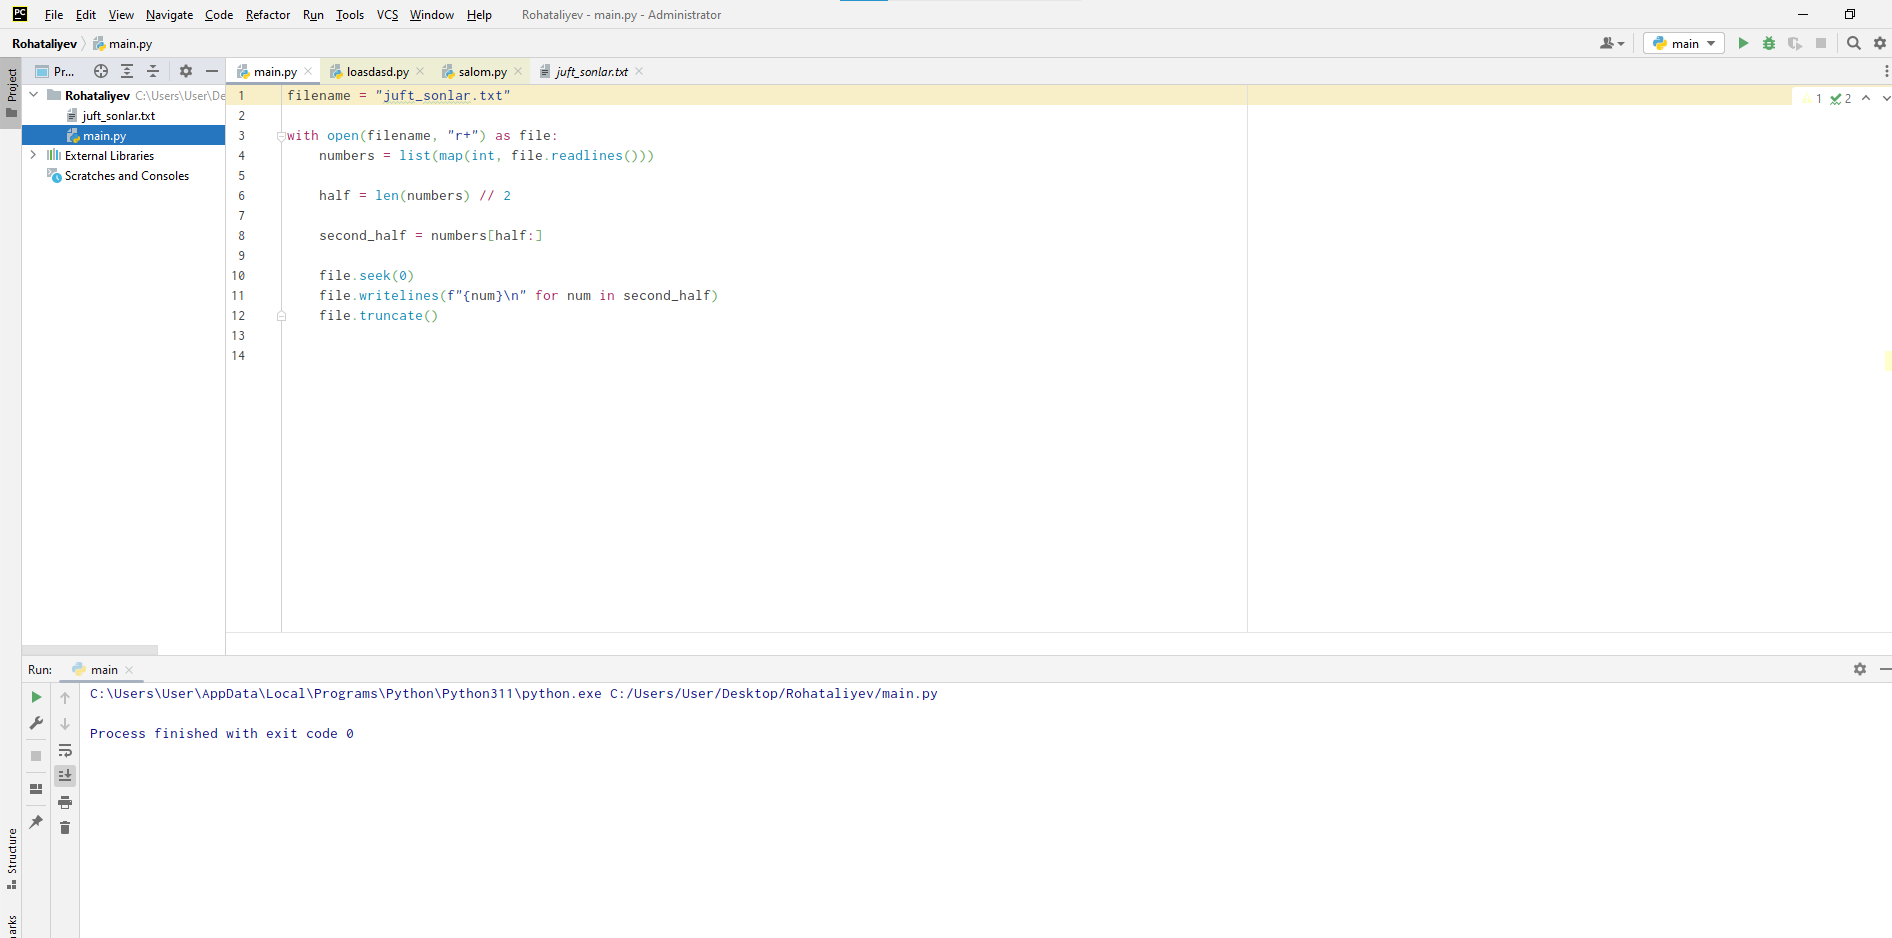 PC File Edit View Navigate Code Refactor Run Tools VCS Window Help Rohataliyev - main.py - Administrator
Rohataliyev main.py main
Project
Pr...
main.py loasdasd.py salom.py juft_sonlar.txt
Rohataliyev C:\Users\User\De
juft_sonlar.txt
main.py
External Libraries
Scratches and Consoles
1 filename = "juft_sonlar.txt"
1 2
2
3 with open(filename, "r+") as file:
4 numbers = list(map(int, file.readlines()))
5
6 half = len(numbers) // 2
7
8 second_half = numbers[half:]
9
10 file.seek(0)
11 file.writelines(f"{num}\n" for num in second_half)
12 file.truncate()
13
14
Run: main
C:\Users\User\AppData\Local\Programs\Python\Python311\python.exe C:/Users/User/Desktop/Rohataliyev/main.py
Process finished with exit code 0
Structure
marks